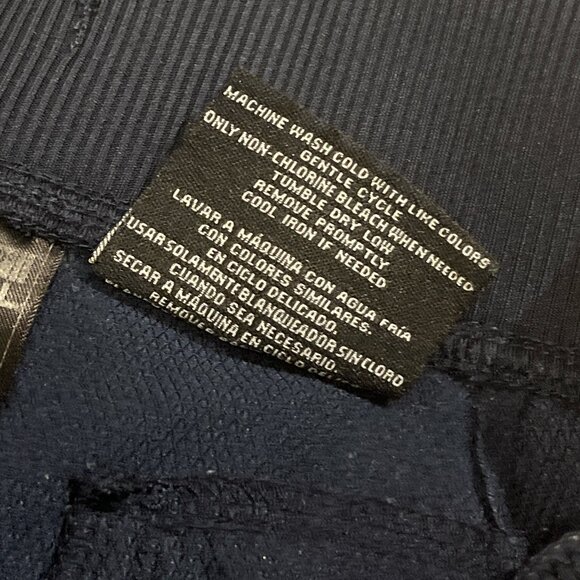 MACHINE WASH COLD WITH LIKE COLORS
GENTLE CYCLE
ONLY NON-CHLORINE BLEACH (WHEN NEEDED
TUMBLE DRY LOW
REMOVE PROMPTLY
COOL IRON IF NEEDED
LAVAR A MÁQUINA CON AGUA FRÍA
CON COLORES SIMILARES.
EN CICLO DELICADO.
USAR SOLAMENTE BLANQUEADOR SIN CLORO
CUANDO SEA NECESARIO.
SECAR A MÁQUINA EN CICLO
REMOVER